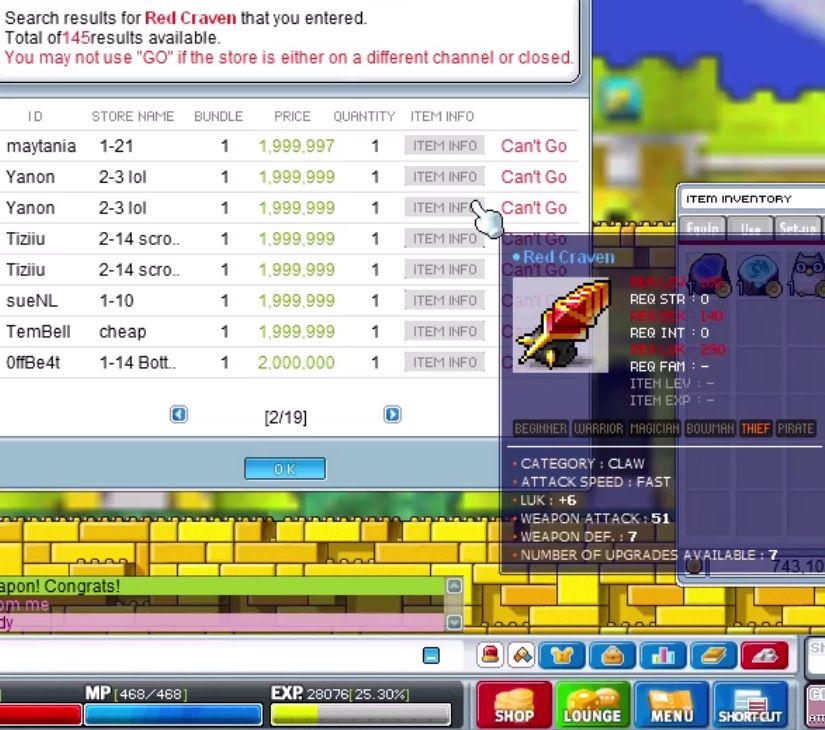 Search results for Red Craven that you entered.
Total of145results available.
You may not use "GO" if the store is either on a different channel or closed.
ID STORE NAME BUNDLE PRICE QUANTITY ITEM INFO
maytania 1-21 1 1,999,997 1 ITEM INFO Can't Go
Yanon 2-3 lol 1 1,999,999 1 ITEM INFO Can't Go
Yanon 2-3 lol 1 1,999,999 1 ITEM INFO Can't Go
Tiziiu 2-14 scro.. 1 1,999,999 1 ITEM INFO Can't Go
Tiziiu 2-14 scro.. 1 1,999,999 1 ITEM INFO Can't Go
sueNL 1-10 1 1,999,999 1 ITEM INFO
TemBell cheap 1 1,999,999 1 ITEM INFO
0ffBe4t 1-14 Bott.. 1 2,000,000 1 ITEM INFO
[2/19]
OK
ITEM INVENTORY
Equip Use Set-up
Red Craven
REQ STR : 0
REQ DEX : 140
REQ INT : 0
REQ LUK : 290
REQ FAM : -
ITEM LEV : -
ITEM EXP : -
BEGINNER WARRIOR MAGICIAN BOWMAN THIEF PIRATE
CATEGORY : CLAW
ATTACK SPEED : FAST
LUK : +6
WEAPON ATTACK : 51
WEAPON DEF. : 7
NUMBER OF UPGRADES AVAILABLE : 7
743,10
apon! Congrats!
om me
dy
MP [468/468] EXP. 28076[25.30%]
SHOP LOUNGE MENU SHORTCUT